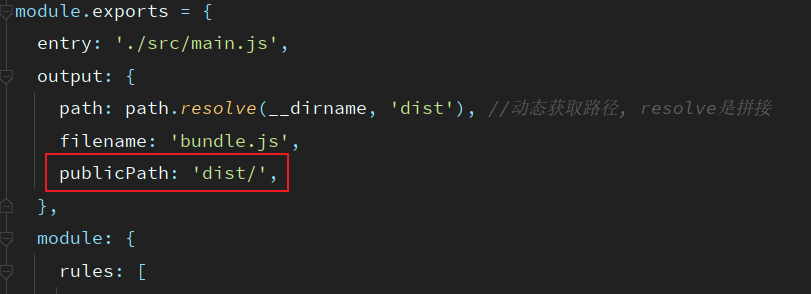 module.exports = {
entry: './src/main.js',
output: {
path: path.resolve(__dirname, 'dist'), //动态获取路径, resolve是拼接
filename: 'bundle.js',
publicPath: 'dist/',
},
module: {
rules: [